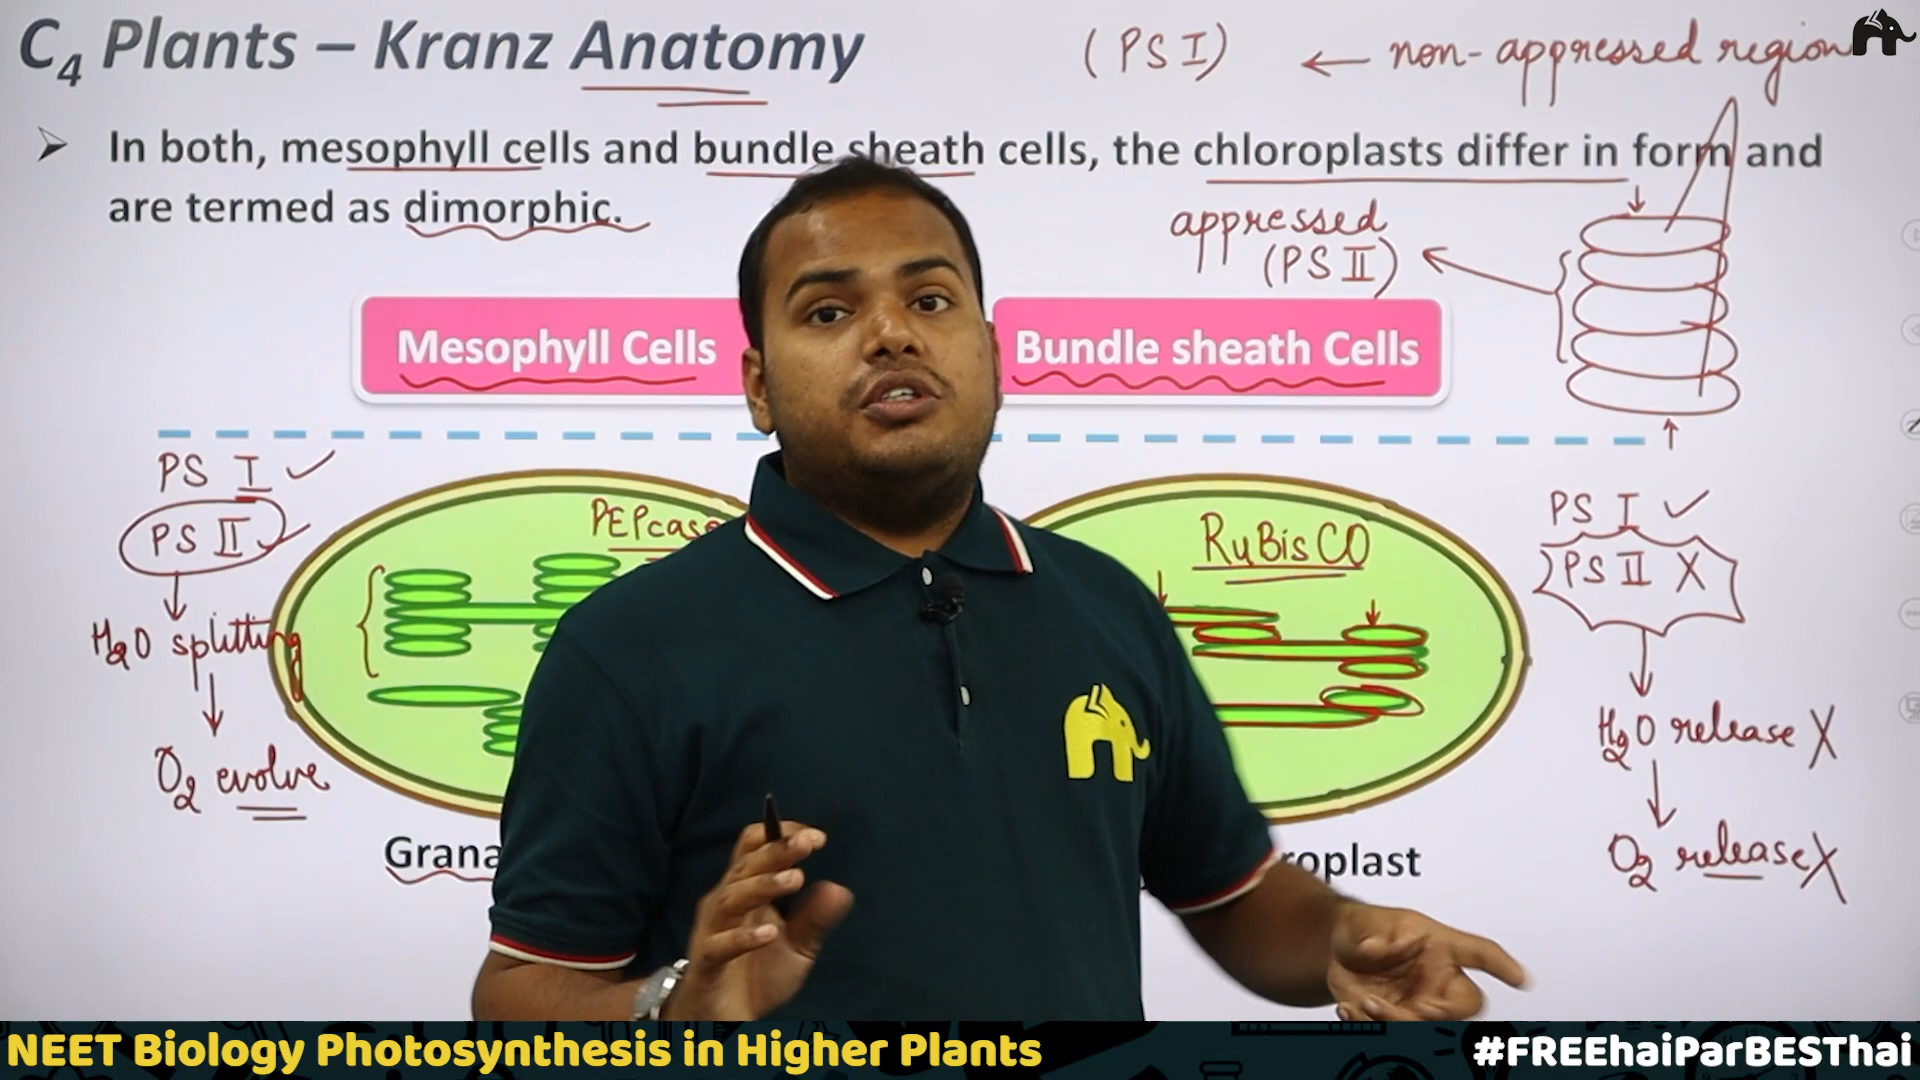 C4 Plants – Kranz Anatomy
(PS I) ← non-appressed region
➢ In both, mesophyll cells and bundle sheath cells, the chloroplasts differ in form and
are termed as dimorphic.
appressed
(PS II)
Mesophyll Cells
Bundle sheath Cells
PS I ✓
PS II ✓
H2O splitting
O2 evolve
PEPcase
RuBisCO
PS I ✓
PS II X
H2O release X
O2 release X
Grana
roplast
NEET Biology Photosynthesis in Higher Plants
#FREEhaiParBESThai